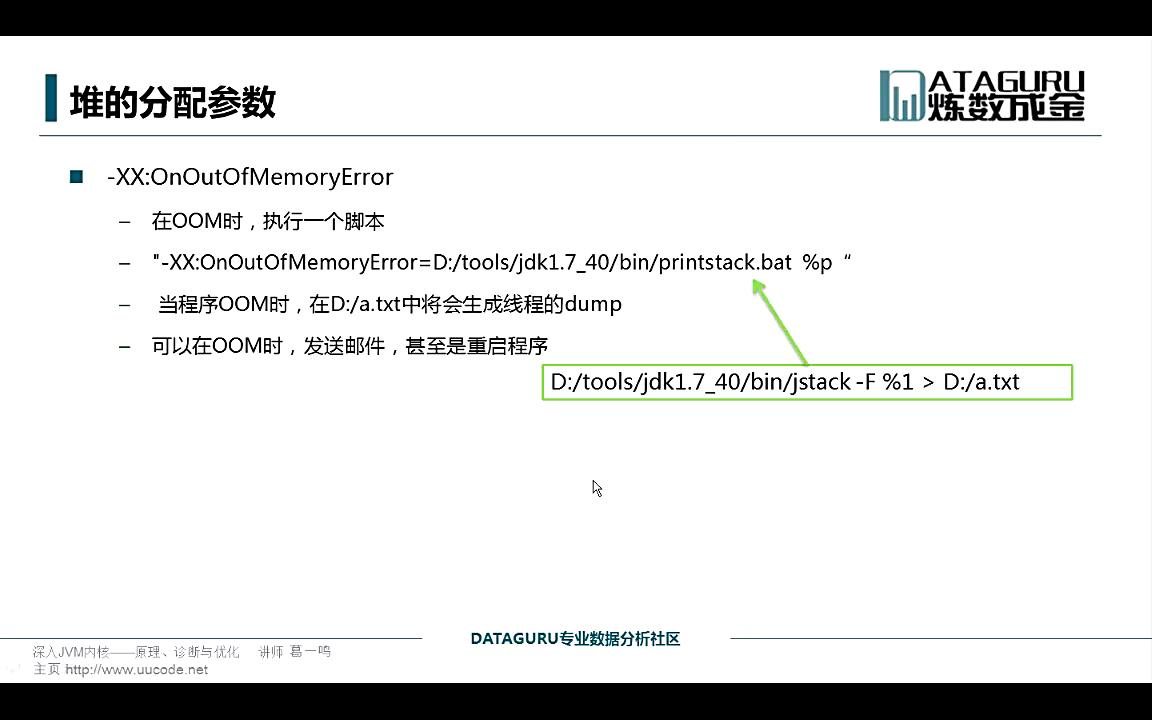 堆的分配参数
ATAGURU
炼数成金
-XX:OnOutOfMemoryError
– 在OOM时，执行一个脚本
– "-XX:OnOutOfMemoryError=D:/tools/jdk1.7_40/bin/printstack.bat %p “
– 当程序OOM时，在D:/a.txt中将会生成线程的dump
– 可以在OOM时，发送邮件，甚至是重启程序
D:/tools/jdk1.7_40/bin/jstack -F %1 > D:/a.txt
DATAGURU专业数据分析社区
深入JVM内核——原理、诊断与优化 讲师 葛一鸣
主页 http://www.uucode.net